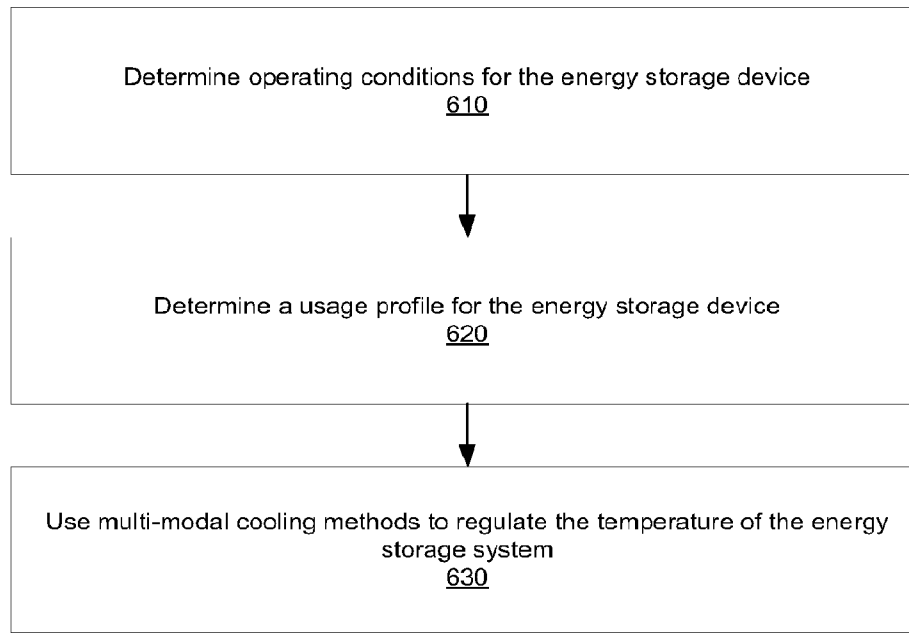 Determine operating conditions for the energy storage device
610
Determine a usage profile for the energy storage device
620
Use multi-modal cooling methods to regulate the temperature of the energy
storage system
630